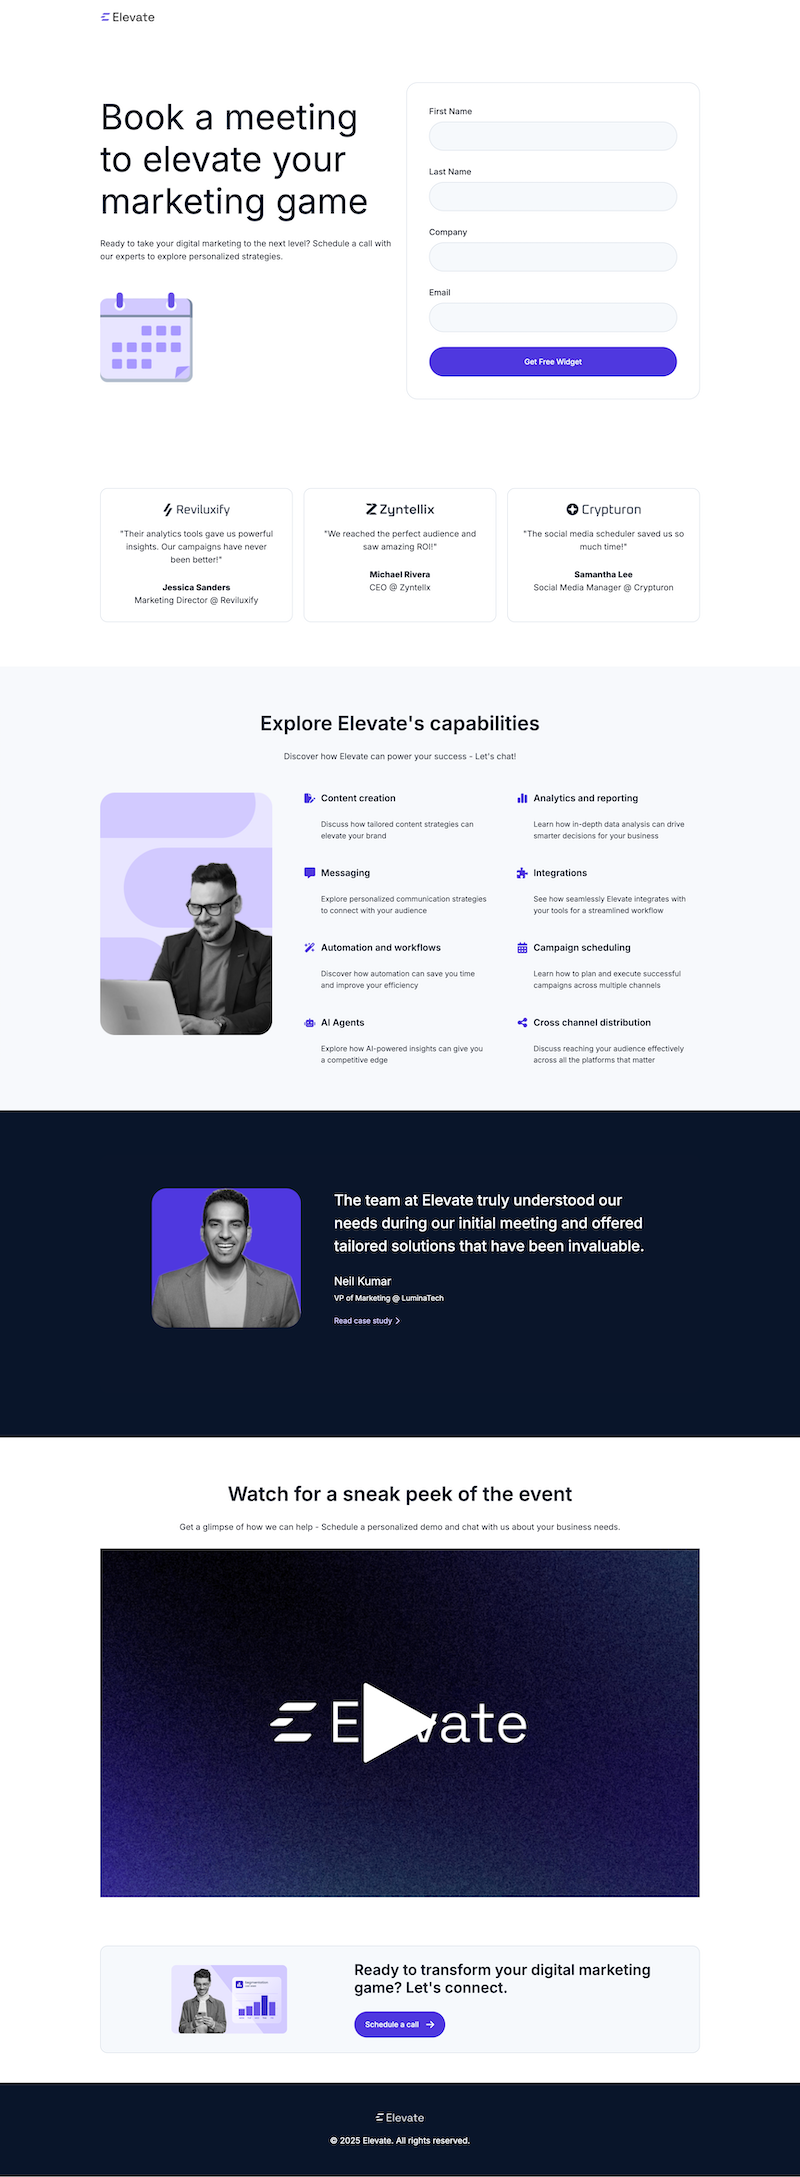 Elevate
Book a meeting
to elevate your
marketing game
Ready to take your digital marketing to the next level? Schedule a call with
our experts to explore personalized strategies.
First Name
Last Name
Company
Email
Get Free Widget
Reviluxify
"Their analytics tools gave us powerful
insights. Our campaigns have never
been better!"
Jessica Sanders
Marketing Director @ Reviluxify
Zyntellix
"We reached the perfect audience and
saw amazing ROI!"
Michael Rivera
CEO @ Zyntellx
Crypturon
"The social media scheduler saved us so
much time!"
Samantha Lee
Social Media Manager @ Crypturon
Explore Elevate's capabilities
Discover how Elevate can power your success - Let's chat!
Content creation
Discuss how tailored content strategies can
elevate your brand
Analytics and reporting
Learn how in-depth data analysis can drive
smarter decisions for your business
Messaging
Explore personalized communication strategies
to connect with your audience
Integrations
See how seamlessly Elevate integrates with
your tools for a streamlined workflow
Automation and workflows
Discover how automation can save you time
and improve your efficiency
Campaign scheduling
Learn how to plan and execute successful
campaigns across multiple channels
AI Agents
Explore how AI-powered insights can give you
a competitive edge
Cross channel distribution
Discuss reaching your audience effectively
across all the platforms that matter
The team at Elevate truly understood our
needs during our initial meeting and offered
tailored solutions that have been invaluable.
Neil Kumar
VP of Marketing @ LuminaTech
Read case study
Watch for a sneak peek of the event
Get a glimpse of how we can help - Schedule a personalized demo and chat with us about your business needs.
Elevate
Ready to transform your digital marketing
game? Let's connect.
Schedule a call
Elevate
© 2025 Elevate. All rights reserved.